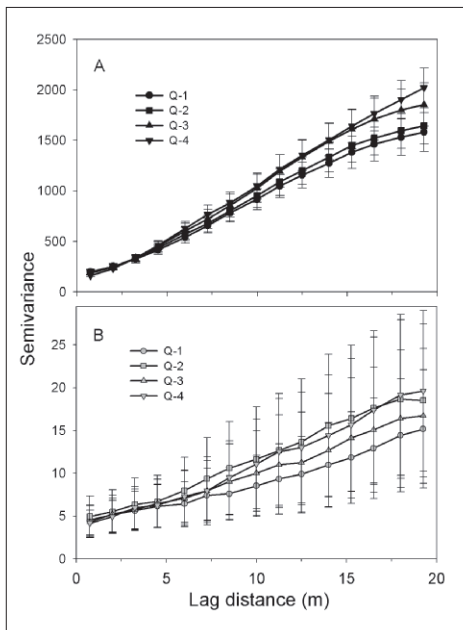 2500
2000
1500
1000
500
0
A
Q-1
Q-2
Q-3
Q-4
Semivariance
25
20
15
10
5
0
B
Q-1
Q-2
Q-3
Q-4
0 5 10 15 20
Lag distance (m)